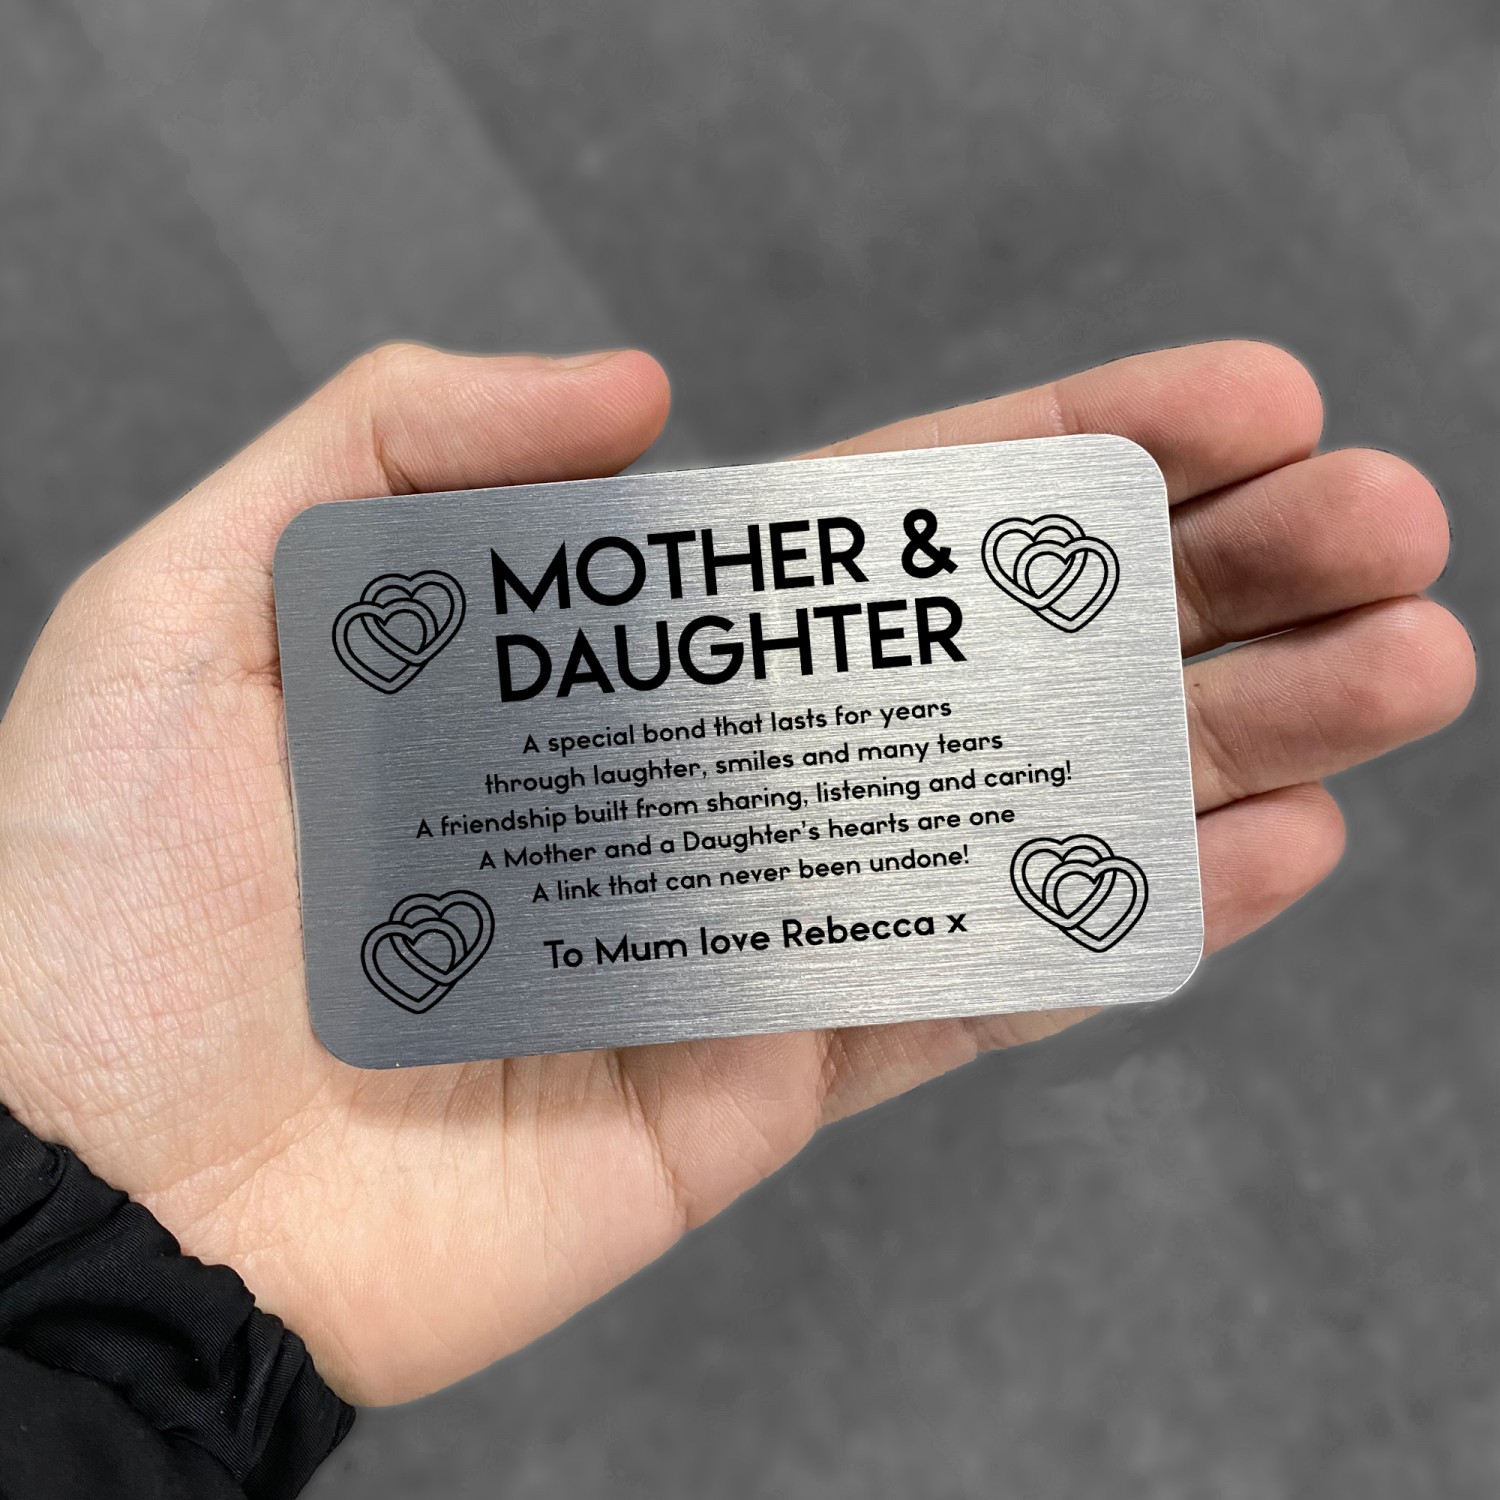 MOTHER &
DAUGHTER
A special bond that lasts for years
through laughter, smiles and many tears
A friendship built from sharing, listening and caring!
A Mother and a Daughter's hearts are one
A link that can never been undone!
To Mum love Rebecca x